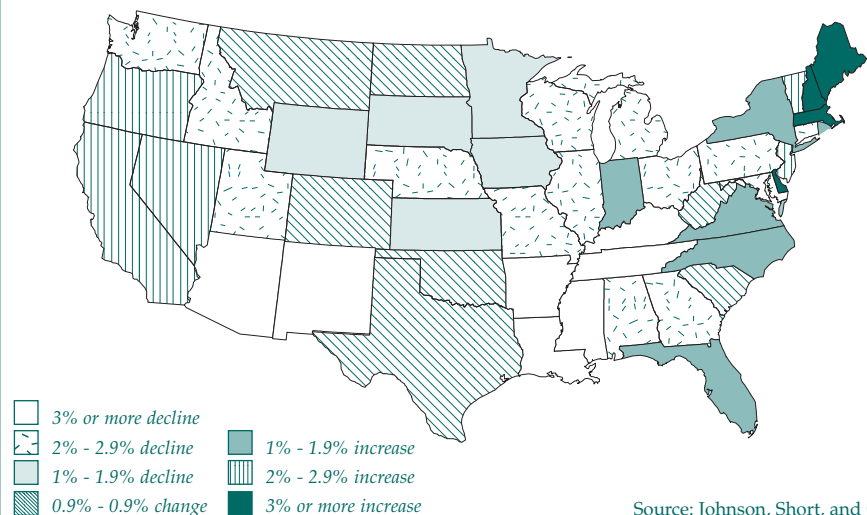 3% or more decline
2% - 2.9% decline
1% - 1.9% decline
0.9% - 0.9% change
1% - 1.9% increase
2% - 2.9% increase
3% or more increase
Source: Johnson, Short, and